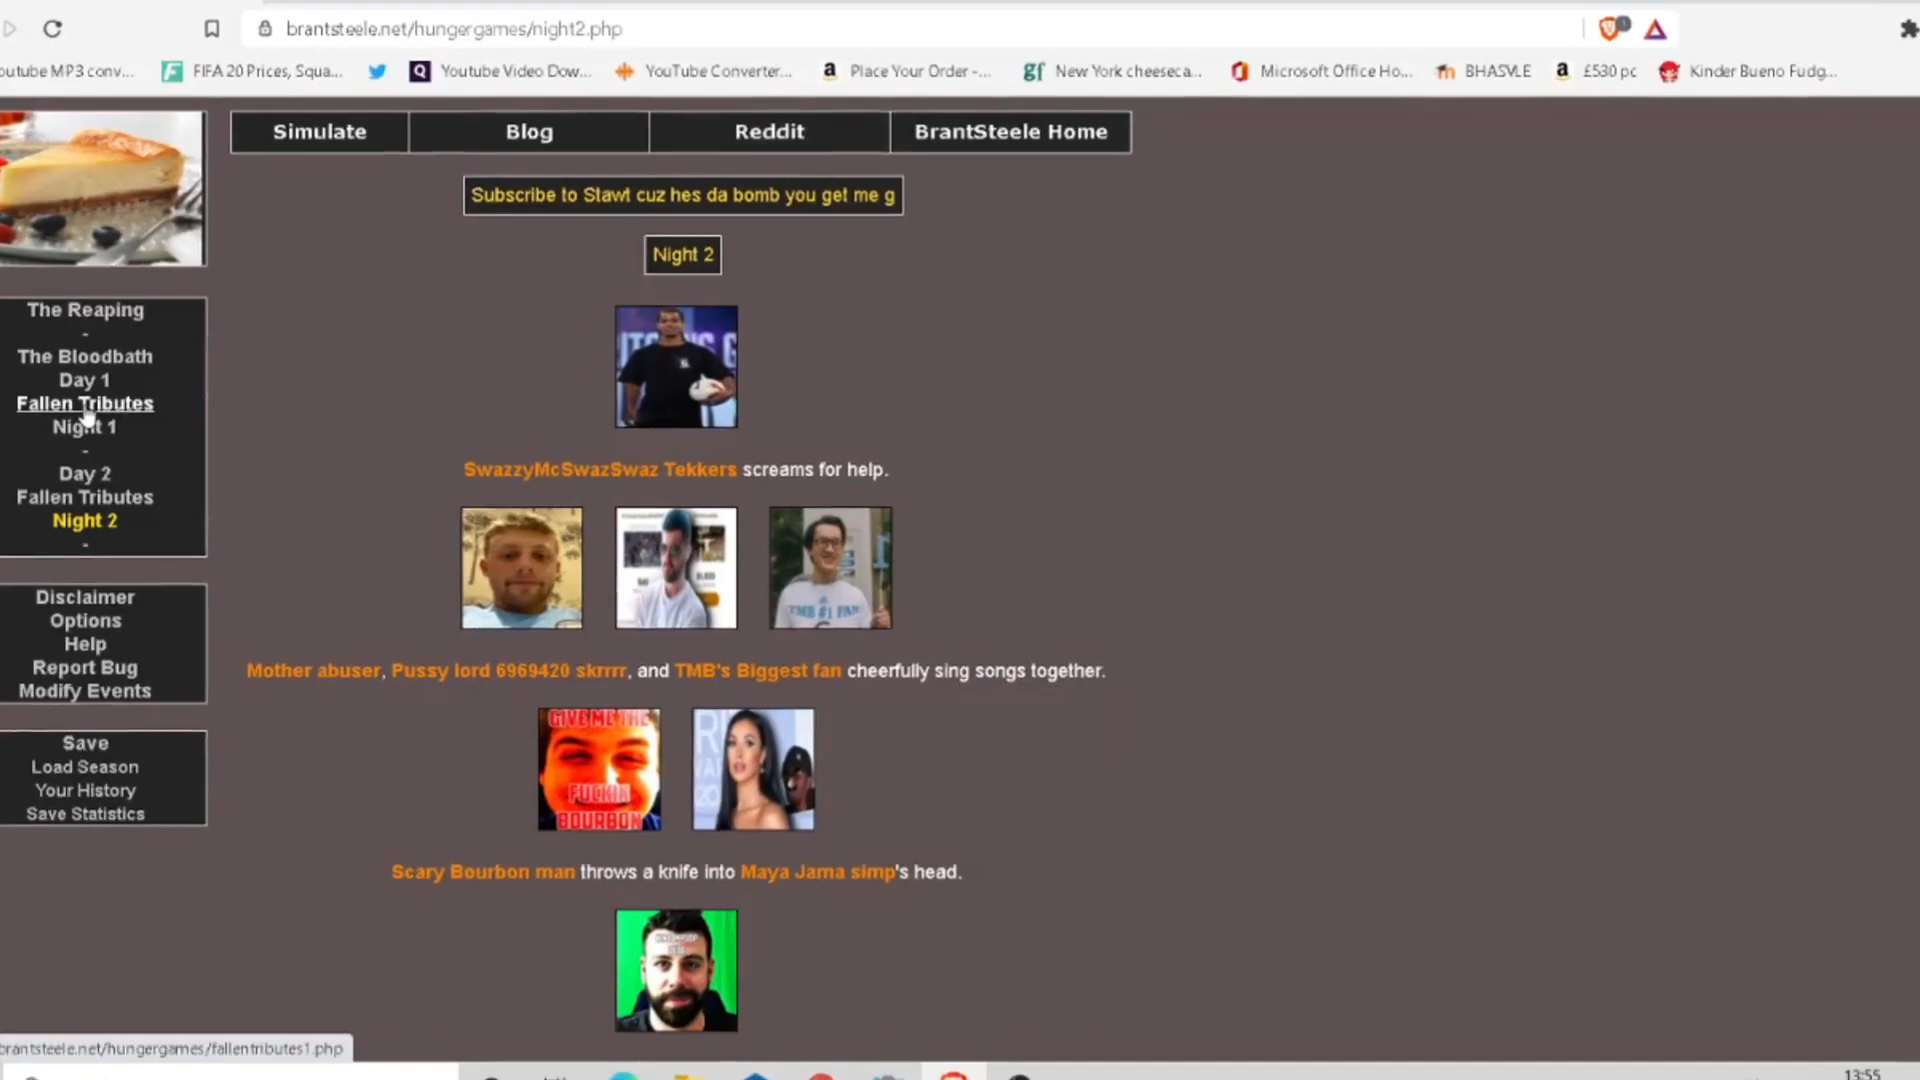 brantsteele.net/hungergames/night2.php
outube MP3 conv... FIFA 20 Prices, Squa... Youtube Video Dow... YouTube Converter... Place Your Order -... New York cheeseca... Microsoft Office Ho... BHASVLE £530 pc Kinder Bueno Fudg...
Simulate Blog Reddit BrantSteele Home
Subscribe to Stawt cuz hes da bomb you get me g
Night 2
The Reaping
-
The Bloodbath
Day 1
Fallen Tributes
Night 1
-
Day 2
Fallen Tributes
Night 2
-
Disclaimer
Options
Help
Report Bug
Modify Events
Save
Load Season
Your History
Save Statistics
SwazzyMcSwazSwaz Tekkers screams for help.
TMB #1 FAN
Mother abuser, Pussy lord 6969420 skrrrr, and TMB's Biggest fan cheerfully sing songs together.
GIVE ME THE
FUCKIN
BOURBON
Scary Bourbon man throws a knife into Maya Jama simp's head.
brantsteele.net/hungergames/fallentributes1.php
13:55